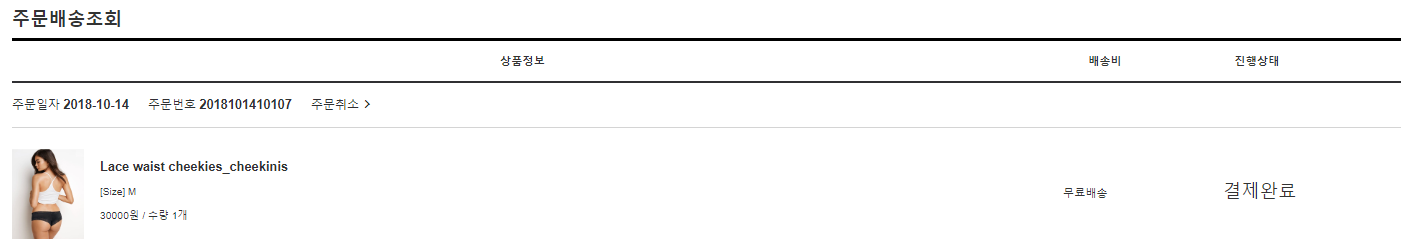 주문배송조회
상품정보 배송비 진행상태
주문일자 2018-10-14 주문번호 2018101410107 주문취소 >
Lace waist cheekies_cheekinis
[Size] M
30000원 / 수량 1개
무료배송 결제완료